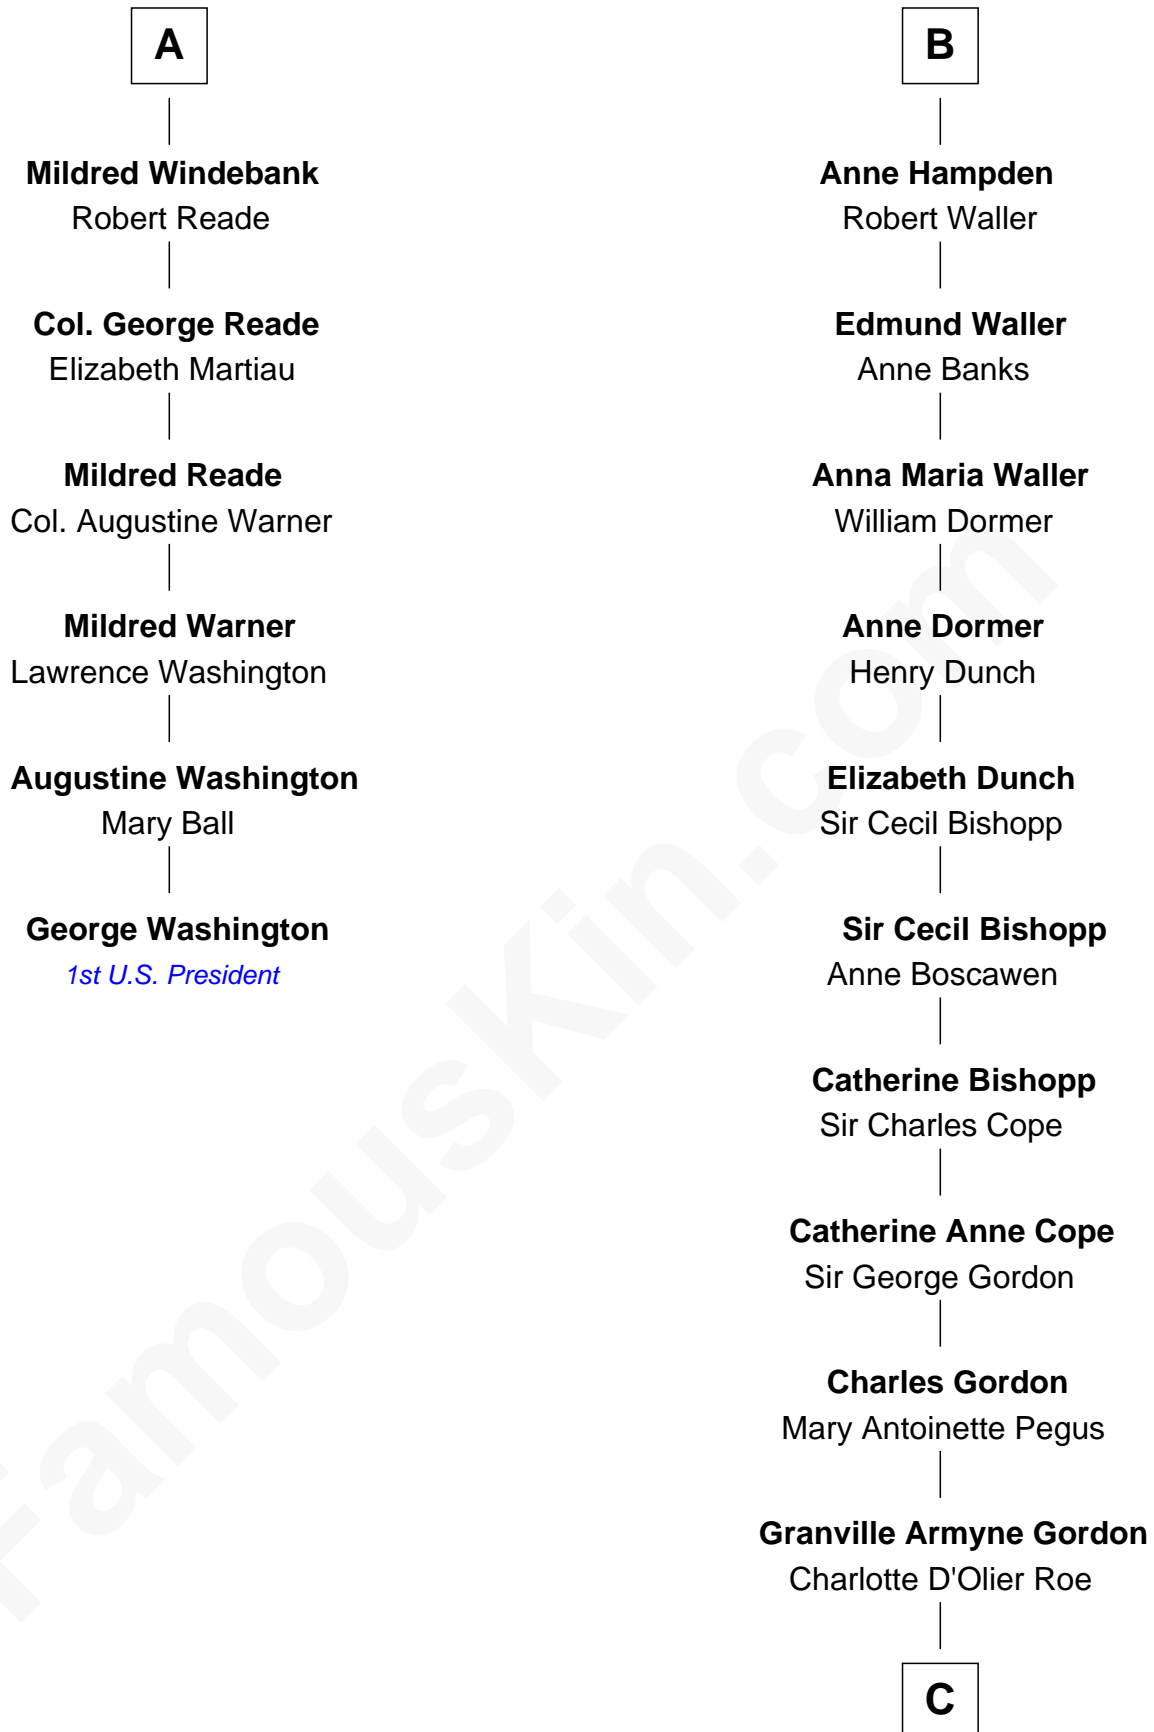 A
Mildred Windebank
Robert Reade
Col. George Reade
Elizabeth Martiau
Mildred Reade
Col. Augustine Warner
Mildred Warner
Lawrence Washington
Augustine Washington
Mary Ball
George Washington
1st U.S. President
B
Anne Hampden
Robert Waller
Edmund Waller
Anne Banks
Anna Maria Waller
William Dormer
Anne Dormer
Henry Dunch
Elizabeth Dunch
Sir Cecil Bishopp
Sir Cecil Bishopp
Anne Boscawen
Catherine Bishopp
Sir Charles Cope
Catherine Anne Cope
Sir George Gordon
Charles Gordon
Mary Antoinette Pegus
Granville Armyne Gordon
Charlotte D'Olier Roe
C
FamousKin.com